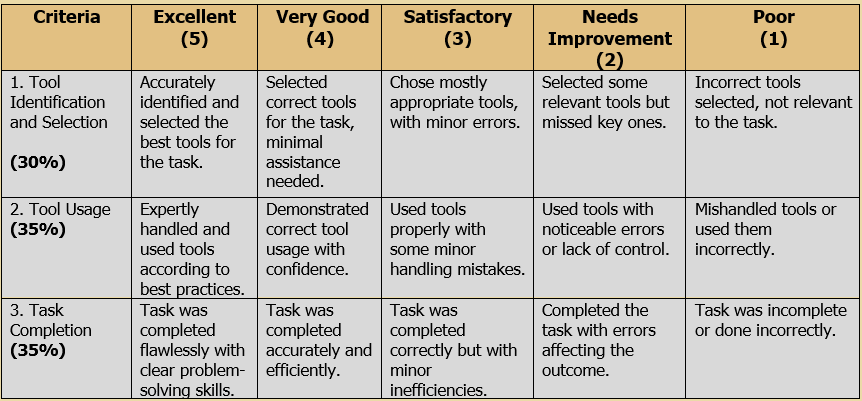 Criteria
Excellent
(5)
Very Good
(4)
Satisfactory
(3)
Needs
Improvement
(2)
Poor
(1)
1. Tool
Identification
and Selection
(30%)
Accurately
identified and
selected the
best tools for
the task.
Selected
correct tools
for the task,
minimal
assistance
needed.
Chose mostly
appropriate tools,
with minor errors.
Selected some
relevant tools but
missed key ones.
Incorrect tools
selected, not relevant
to the task.
2. Tool Usage
(35%)
Expertly
handled and
used tools
according to
best practices.
Demonstrated
correct tool
usage with
confidence.
Used tools
properly with
some minor
handling mistakes.
Used tools with
noticeable errors
or lack of control.
Mishandled tools or
used them
incorrectly.
3. Task
Completion
(35%)
Task was
completed
flawlessly with
clear problem-
solving skills.
Task was
completed
accurately and
efficiently.
Task was
completed
correctly but with
minor
inefficiencies.
Completed the
task with errors
affecting the
outcome.
Task was incomplete
or done incorrectly.